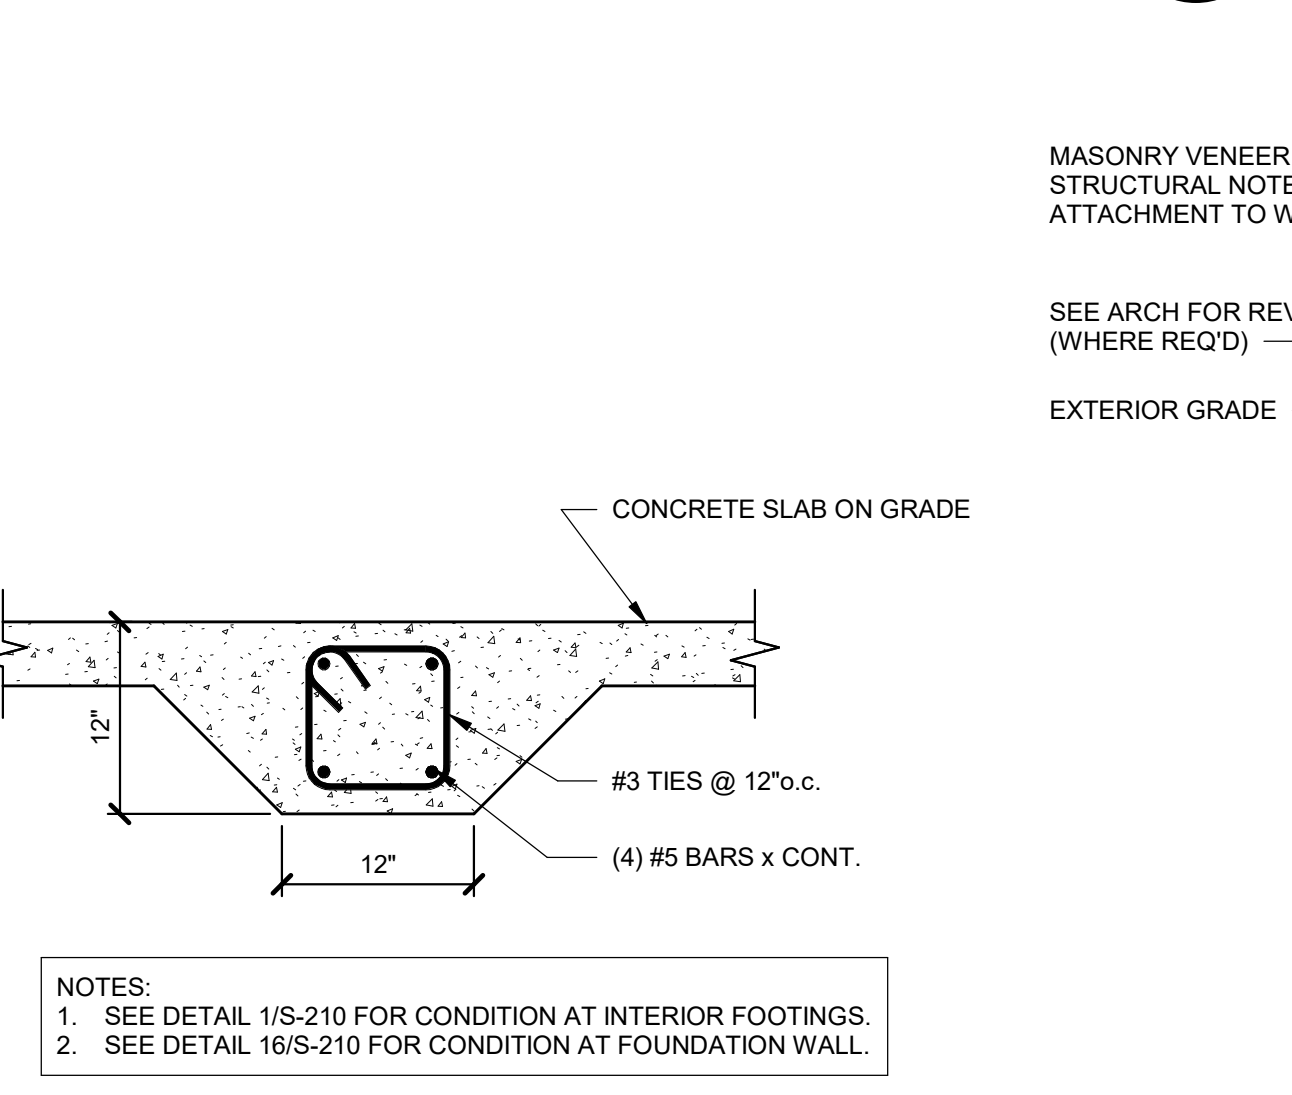 MASONRY VENEER
STRUCTURAL NOTE
ATTACHMENT TO W
SEE ARCH FOR REV
(WHERE REQ'D)
EXTERIOR GRADE
CONCRETE SLAB ON GRADE
12"
#3 TIES @ 12"o.c.
(4) #5 BARS x CONT.
12"
NOTES:
1. SEE DETAIL 1/S-210 FOR CONDITION AT INTERIOR FOOTINGS.
2. SEE DETAIL 16/S-210 FOR CONDITION AT FOUNDATION WALL.